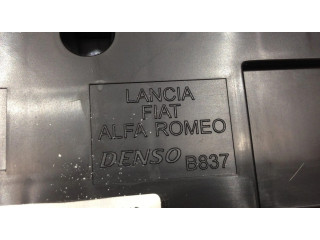 LANCIA
FIAT
ALFA ROMEO
DENSO B837